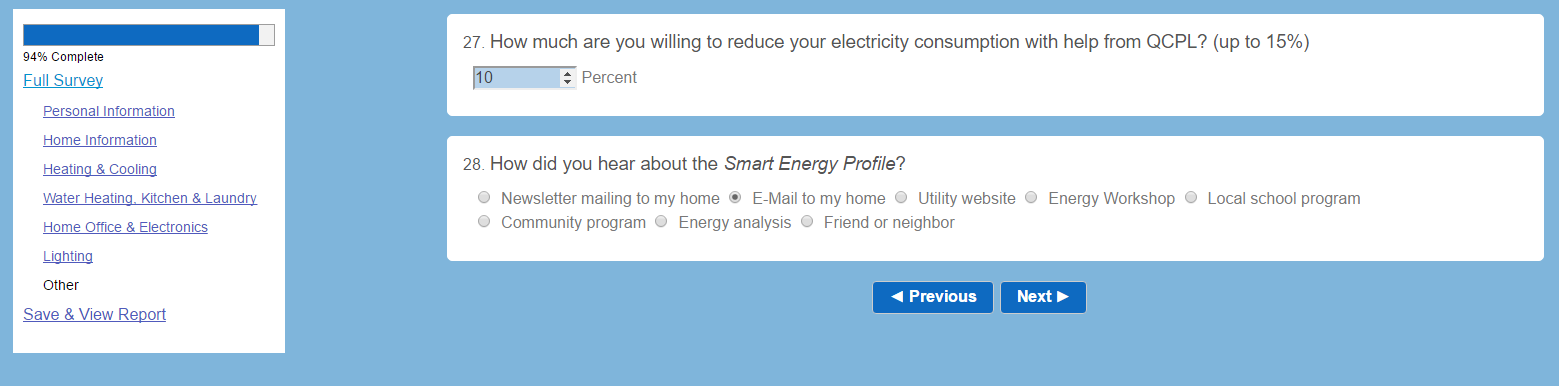 94% Complete
Full Survey
Personal Information
Home Information
Heating & Cooling
Water Heating, Kitchen & Laundry
Home Office & Electronics
Lighting
Other
Save & View Report
27. How much are you willing to reduce your electricity consumption with help from QCPL? (up to 15%)
10 Percent
28. How did you hear about the Smart Energy Profile?
Newsletter mailing to my home E-Mail to my home Utility website Energy Workshop Local school program
Community program Energy analysis Friend or neighbor
Previous Next